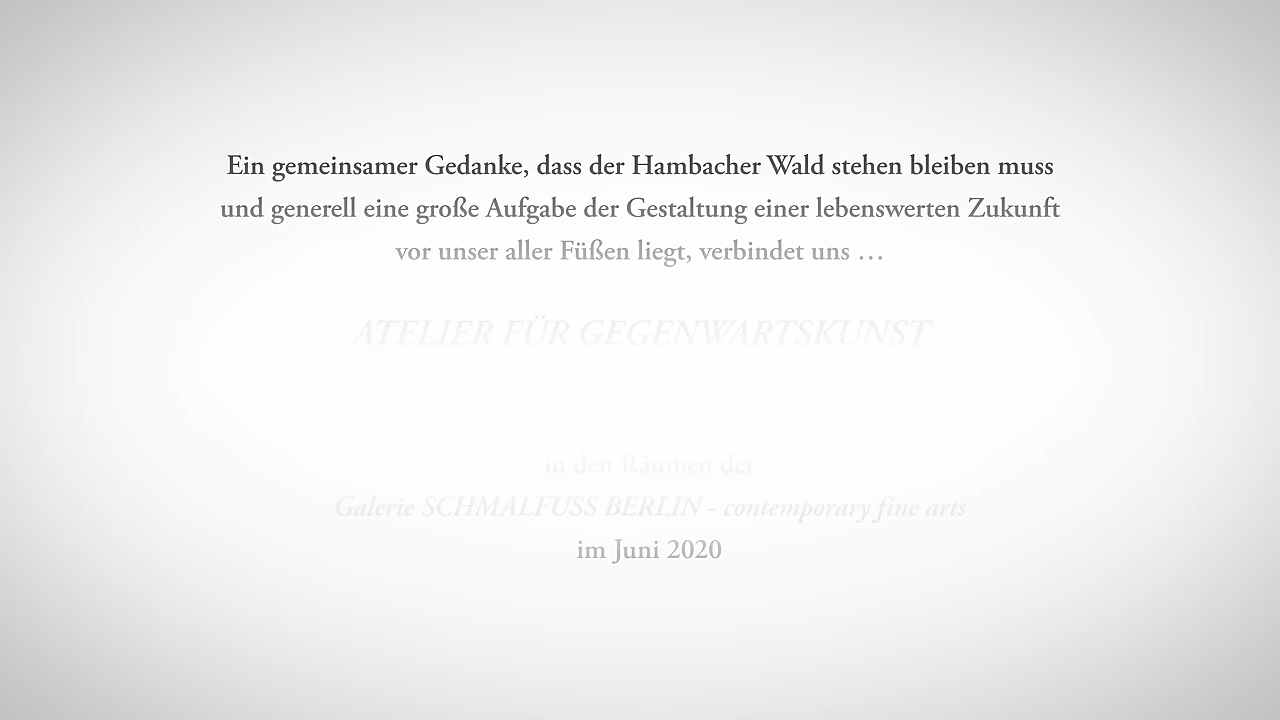 Ein gemeinsamer Gedanke, dass der Hambacher Wald stehen bleiben muss
und generell eine große Aufgabe der Gestaltung einer lebenswerten Zukunft
vor unser aller Füßen liegt, verbindet uns …
ATELIER FÜR GEGENWARTSKUNST
in den Räumen der
Galerie SCHMALFUSS BERLIN - contemporary fine arts
im Juni 2020